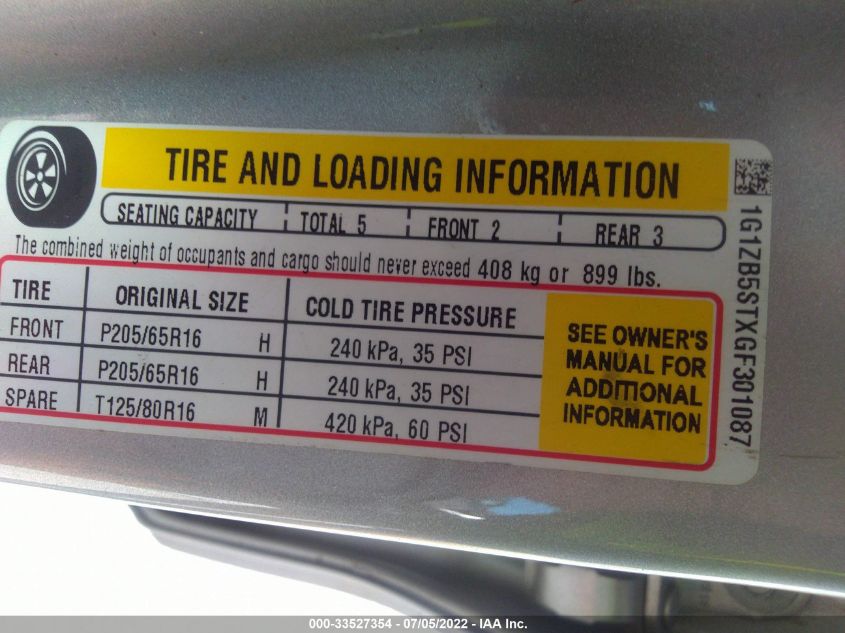 TIRE AND LOADING INFORMATION
SEATING CAPACITY TOTAL 5 FRONT 2 REAR 3
The combined weight of occupants and cargo should never exceed 408 kg or 899 lbs.
TIRE ORIGINAL SIZE COLD TIRE PRESSURE
FRONT P205/65R16 H 240 kPa, 35 PSI
REAR P205/65R16 H 240 kPa, 35 PSI
SPARE T125/80R16 M 420 kPa, 60 PSI
SEE OWNER'S
MANUAL FOR
ADDITIONAL
INFORMATION
1G1ZB5STXGF301087
000-33527354 - 07/05/2022 - IAA Inc.